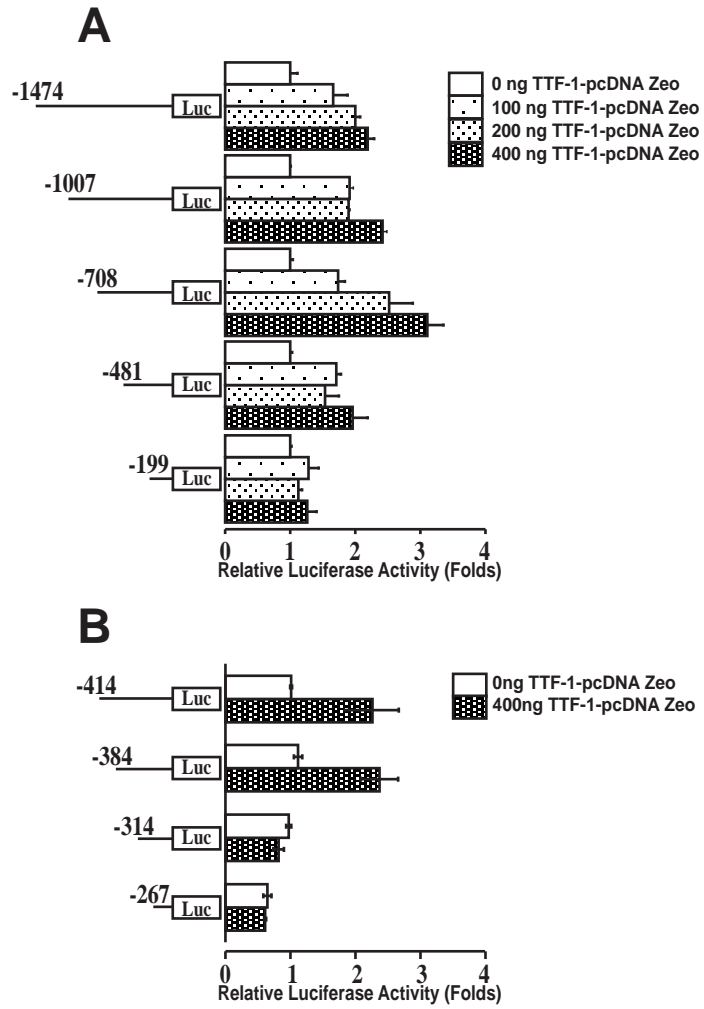 A
-1474
Luc
-1007
Luc
-708
Luc
-481
Luc
-199
Luc
0 ng TTF-1-pcDNA Zeo
100 ng TTF-1-pcDNA Zeo
200 ng TTF-1-pcDNA Zeo
400 ng TTF-1-pcDNA Zeo
0 1 2 3 4
Relative Luciferase Activity (Folds)
B
-414
Luc
-384
Luc
-314
Luc
-267
Luc
0ng TTF-1-pcDNA Zeo
400ng TTF-1-pcDNA Zeo
0 1 2 3 4
Relative Luciferase Activity (Folds)